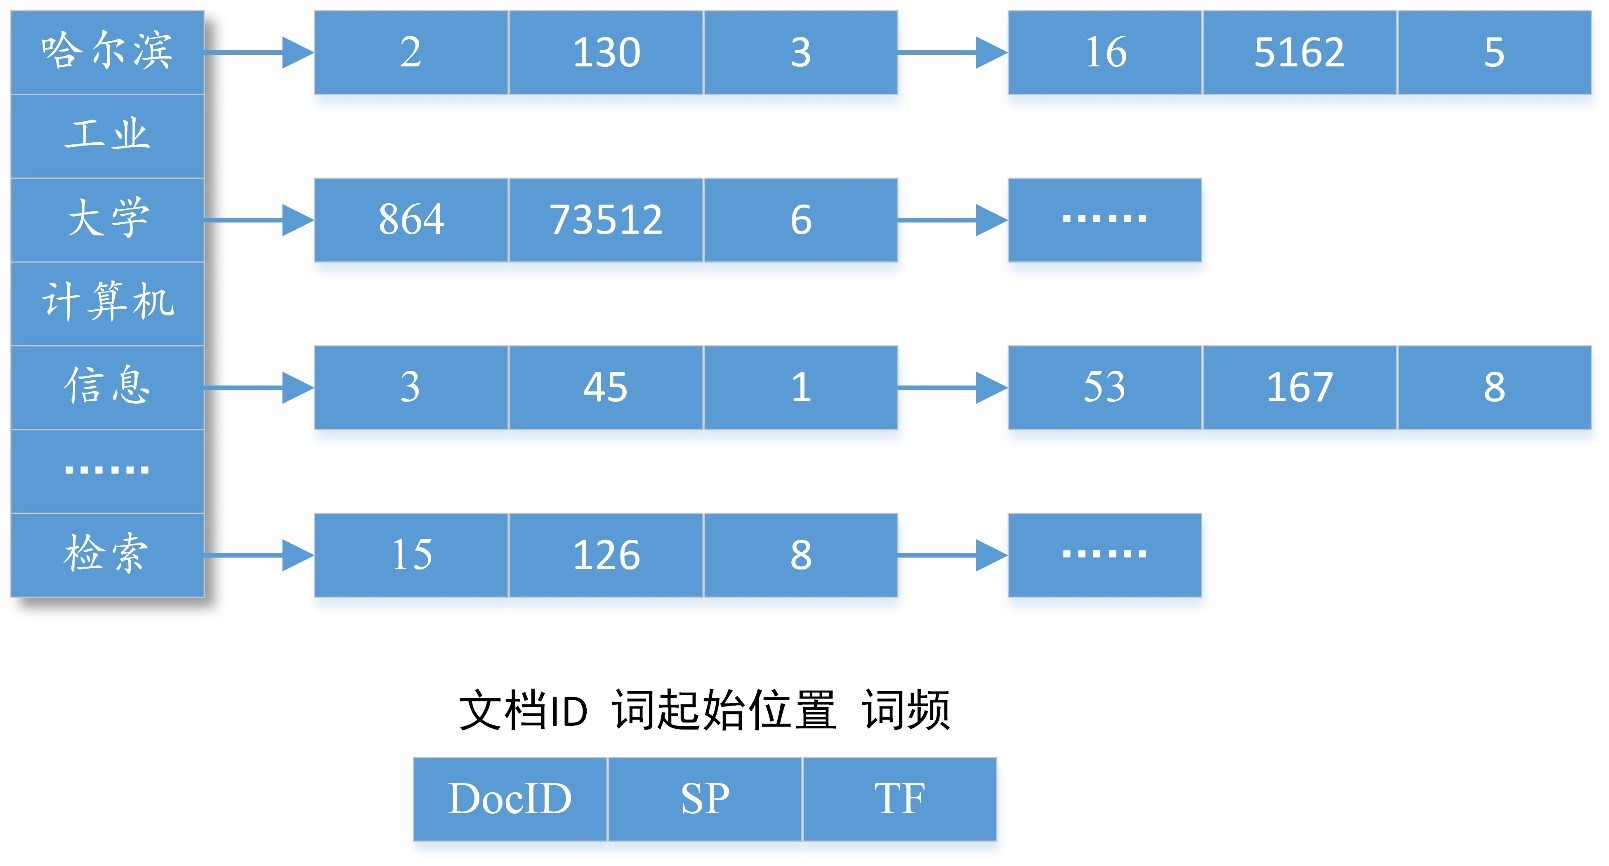 哈尔滨 2 130 3 16 5162 5
工业
大学 864 73512 6 ……
计算机
信息 3 45 1 53 167 8
……
检索 15 126 8 ……
文档ID 词起始位置 词频
DocID SP TF